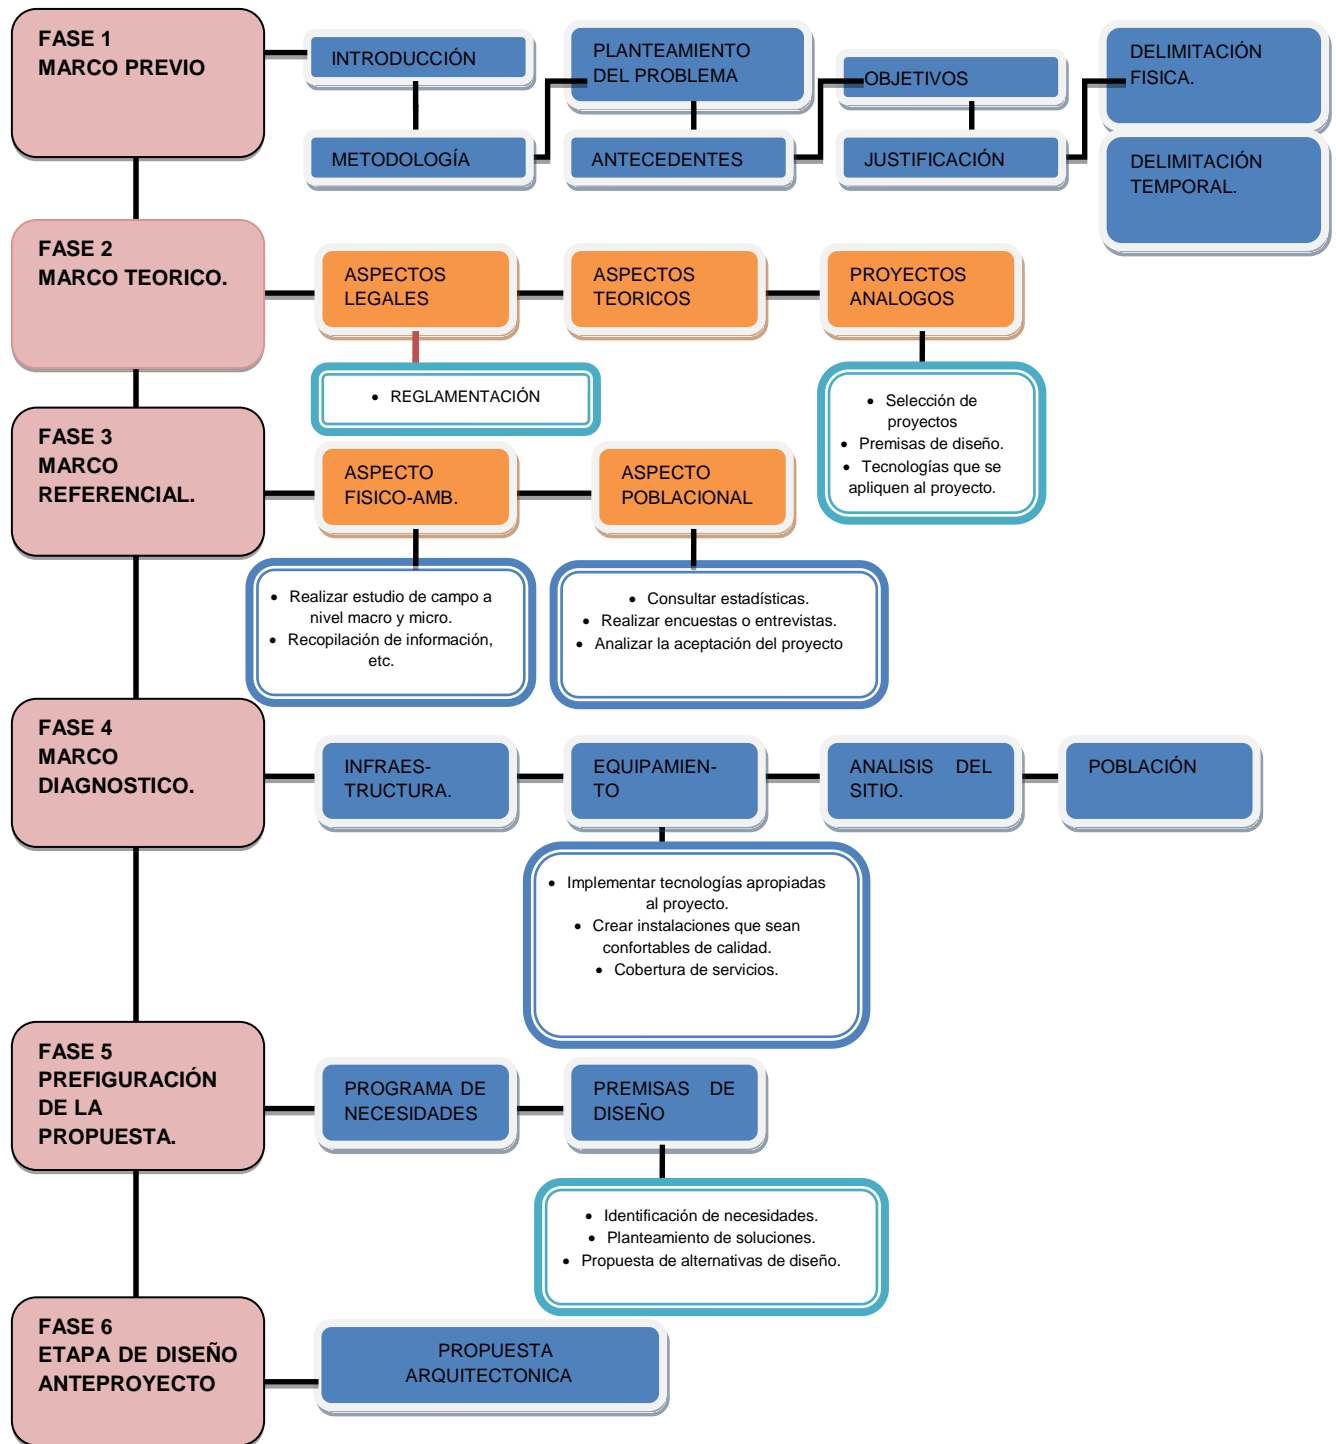 FASE 1
MARCO PREVIO
INTRODUCCIÓN
METODOLOGÍA
PLANTEAMIENTO
DEL PROBLEMA
ANTECEDENTES
OBJETIVOS
JUSTIFICACIÓN
DELIMITACIÓN
FISICA.
DELIMITACIÓN
TEMPORAL.
FASE 2
MARCO TEORICO.
ASPECTOS
LEGALES
ASPECTOS
TEORICOS
PROYECTOS
ANALOGOS
• REGLAMENTACIÓN
• Selección de
proyectos
• Premisas de diseño.
• Tecnologías que se
apliquen al proyecto.
FASE 3
MARCO
REFERENCIAL.
ASPECTO
FISICO-AMB.
ASPECTO
POBLACIONAL
• Realizar estudio de campo a
nivel macro y micro.
• Recopilación de información,
etc.
• Consultar estadísticas.
• Realizar encuestas o entrevistas.
• Analizar la aceptación del proyecto
FASE 4
MARCO
DIAGNOSTICO.
INFRAES-
TRUCTURA.
EQUIPAMIEN-
TO
ANALISIS DEL
SITIO.
POBLACIÓN
• Implementar tecnologías apropiadas
al proyecto.
• Crear instalaciones que sean
confortables de calidad.
• Cobertura de servicios.
FASE 5
PREFIGURACIÓN
DE LA
PROPUESTA.
PROGRAMA DE
NECESIDADES
PREMISAS DE
DISEÑO
• Identificación de necesidades.
• Planteamiento de soluciones.
• Propuesta de alternativas de diseño.
FASE 6
ETAPA DE DISEÑO
ANTEPROYECTO
PROPUESTA
ARQUITECTONICA